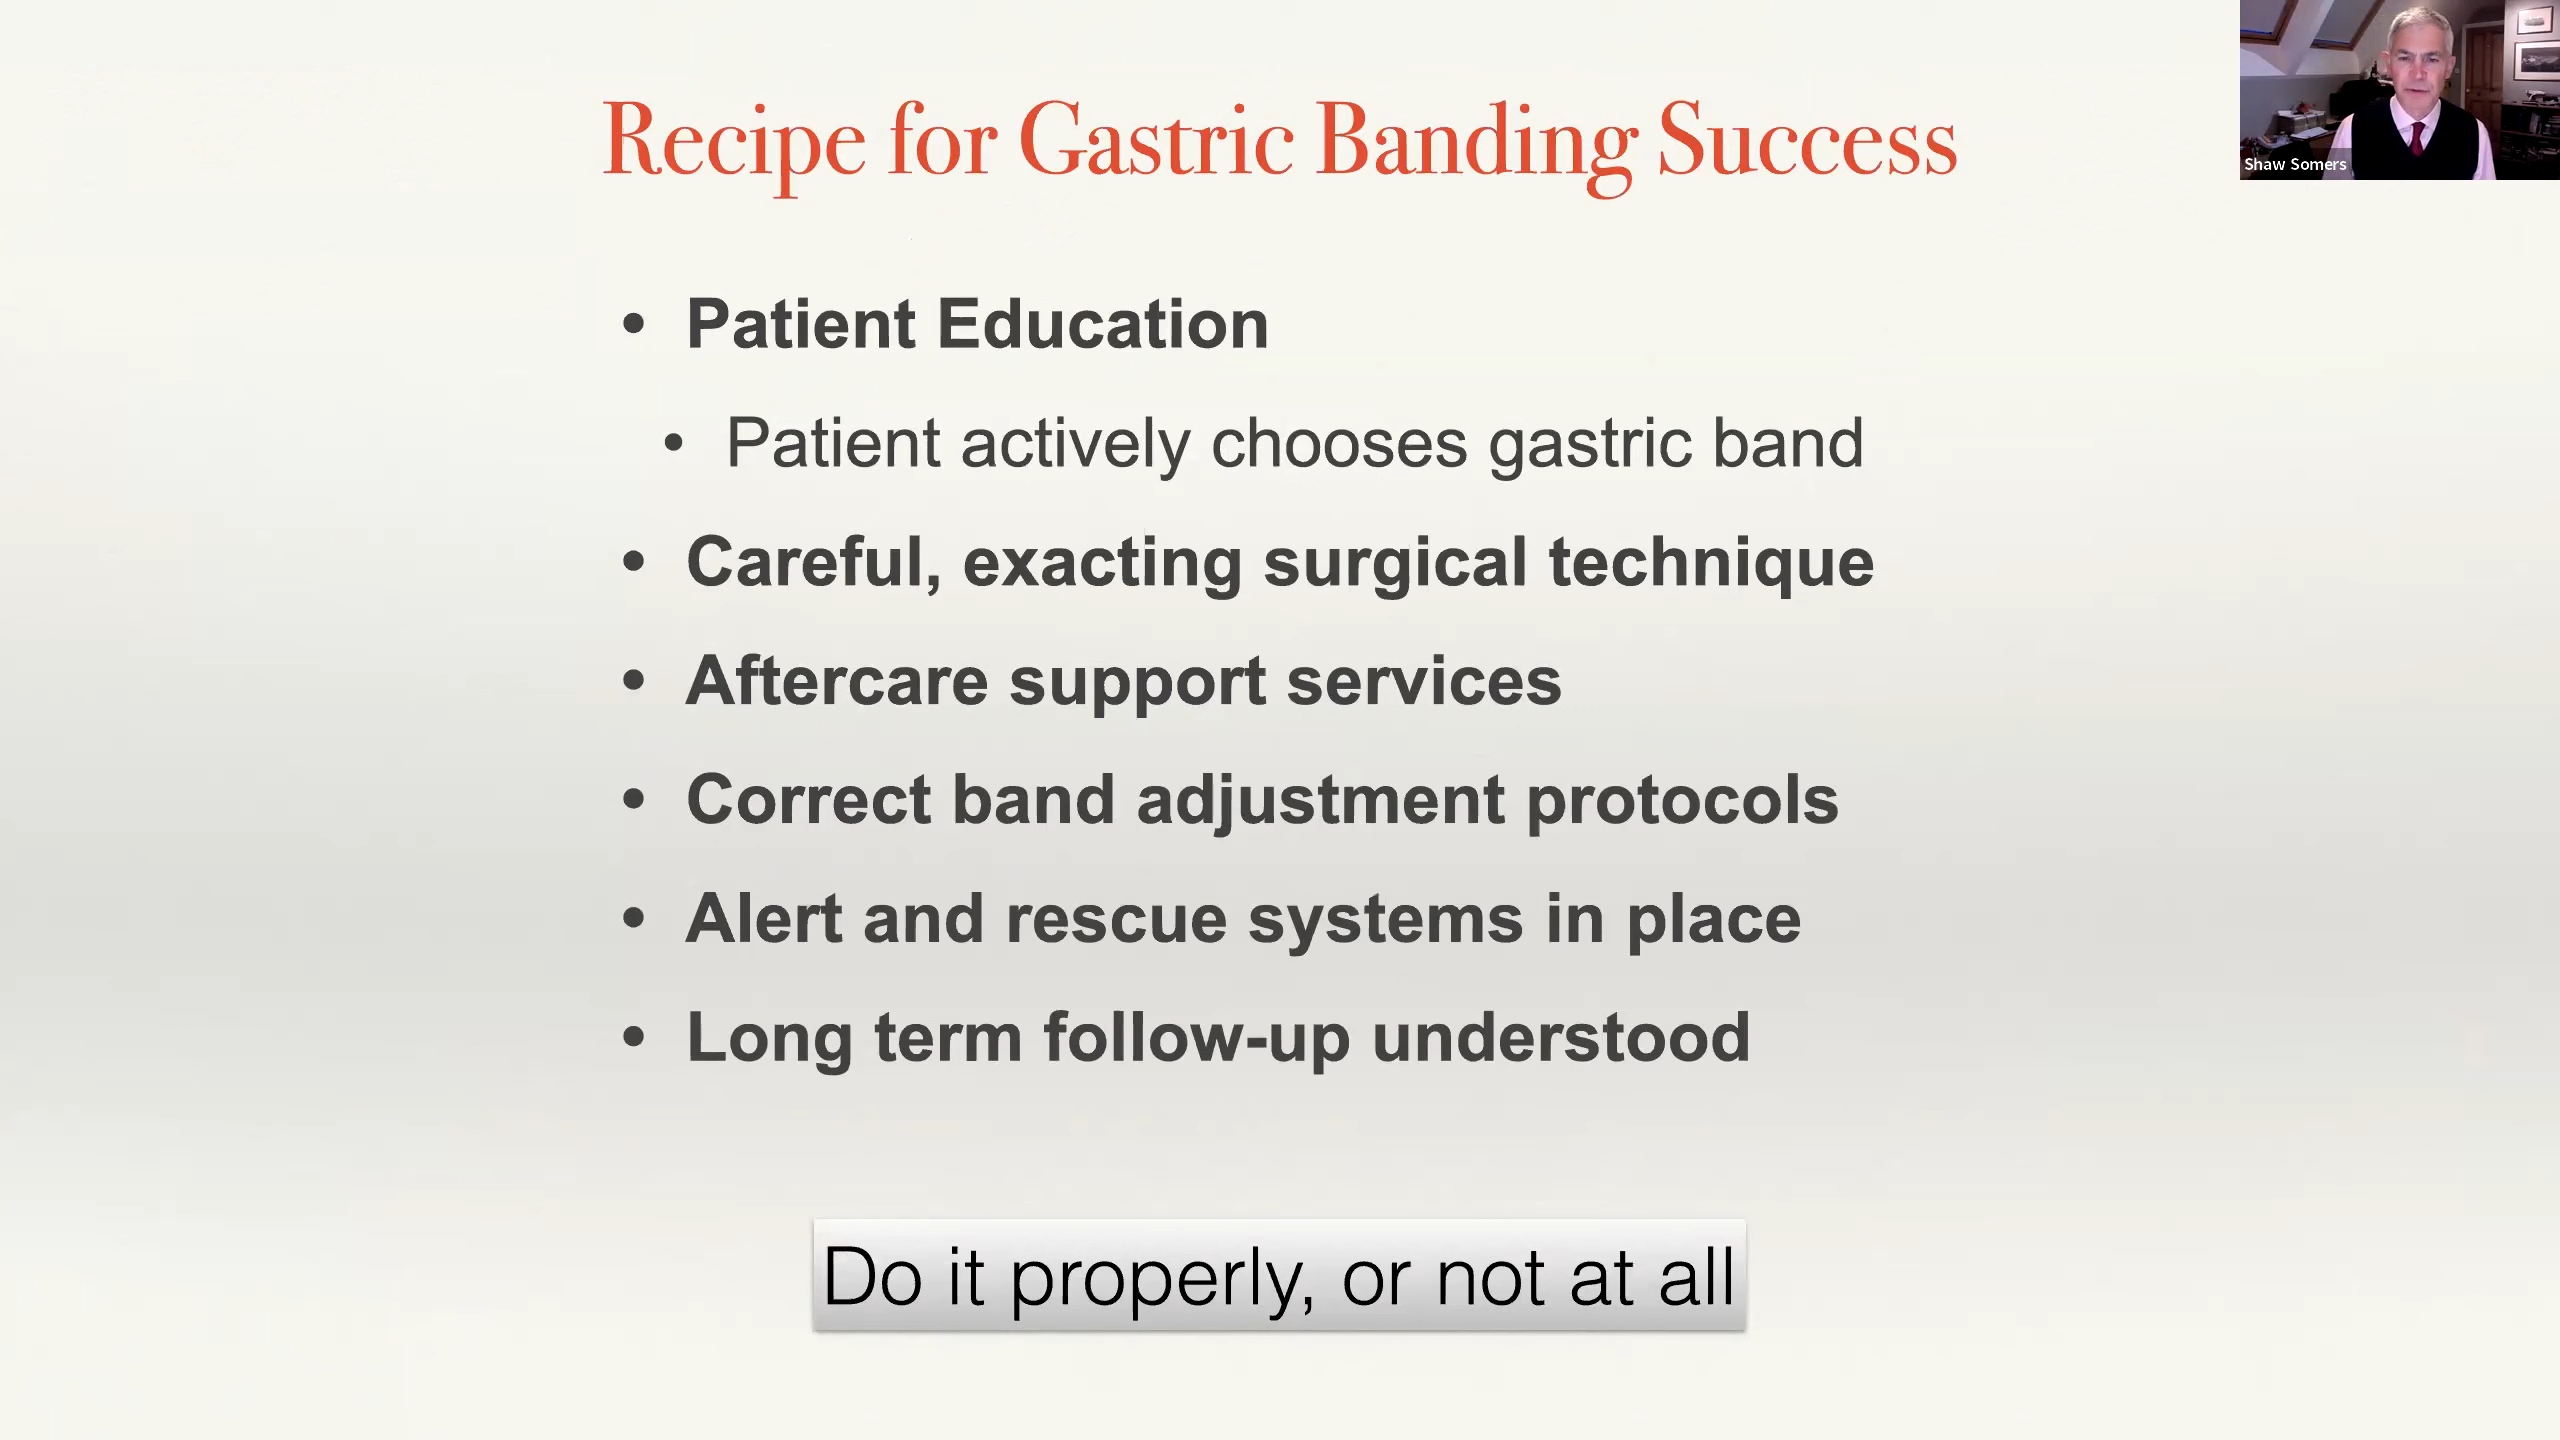 Recipe for Gastric Banding Success
Shaw Somers
• Patient Education
• Patient actively chooses gastric band
• Careful, exacting surgical technique
• Aftercare support services
• Correct band adjustment protocols
• Alert and rescue systems in place
• Long term follow-up understood
Do it properly, or not at all